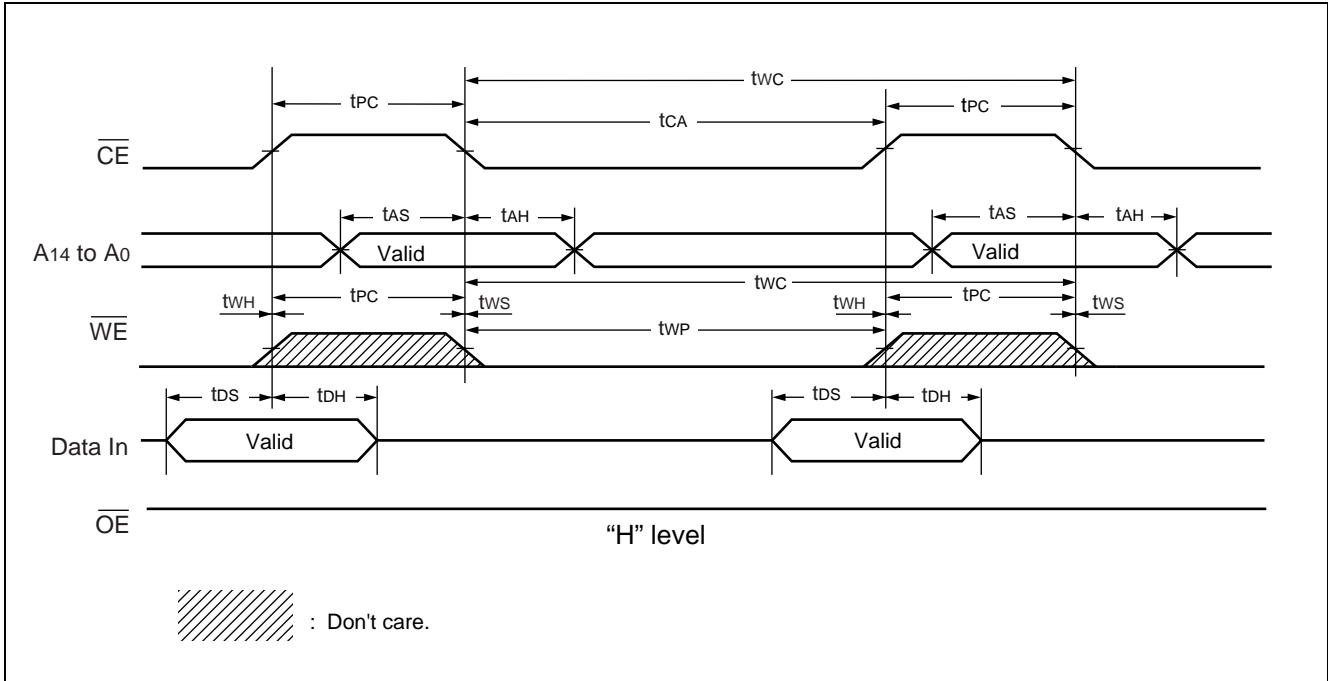 tWC
tPC
tPC
tCA
CE
tAS
tAH
tAS
tAH
A14 to A0
Valid
Valid
tWC
tWH
tPC
tWS
tWH
tPC
tWS
WE
tWP
tDS
tDH
tDS
tDH
Data In
Valid
Valid
OE
“H” level
: Don't care.